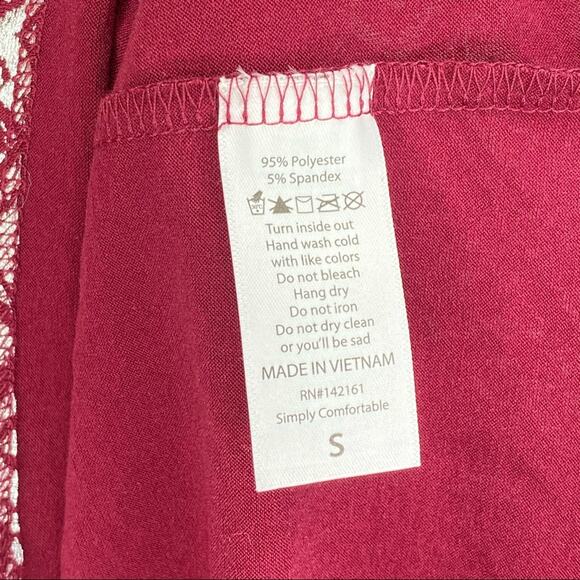 95% Polyester
5% Spandex
Turn inside out
Hand wash cold
with like colors
Do not bleach
Hang dry
Do not iron
Do not dry clean
or you'll be sad
MADE IN VIETNAM
RN#142161
Simply Comfortable
S